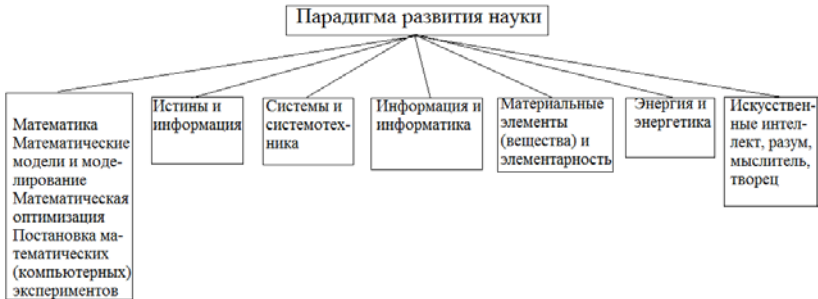 Парадигма развития науки
Математика
Математические
модели и моде-
лирование
Математическая
оптимизация
Постановка ма-
тематических
(компьютерных)
экспериментов
Истины и
информация
Системы и
системотех-
ника
Информация и
информатика
Материальные
элементы
(вещества) и
элементарность
Энергия и
энергетика
Искусствен-
ные интел-
лект, разум,
мыслитель,
творец